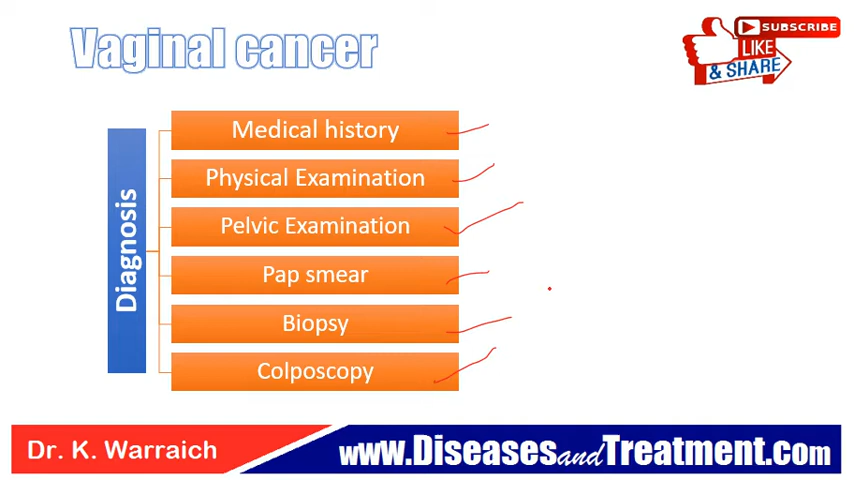 Vaginal cancer
SUBSCRIBE
LIKE
& SHARE
Diagnosis
Medical history
Physical Examination
Pelvic Examination
Pap smear
Biopsy
Colposcopy
Dr. K. Warraich
www.DiseasesandTreatment.com